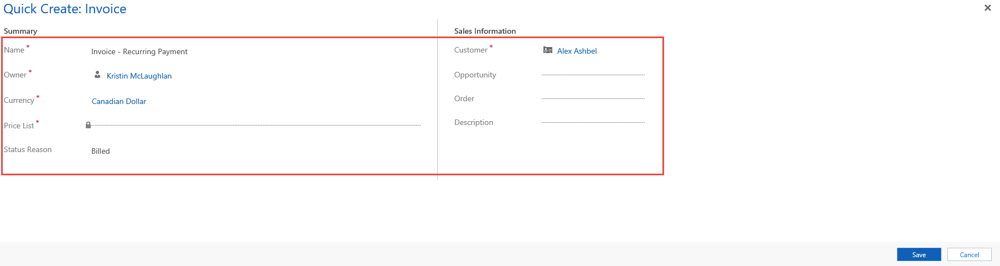 Quick Create: Invoice
Summary
Name *
Invoice - Recurring Payment
Owner *
Kristin McLaughlan
Currency *
Canadian Dollar
Price List *
Status Reason
Billed
Sales Information
Customer *
Alex Ashbel
Opportunity
Order
Description
Save
Cancel